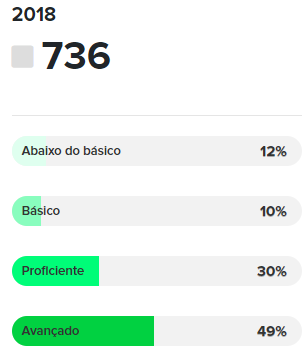 2018
736
Abaixo do básico 12%
Básico 10%
Proficiente 30%
Avançado 49%